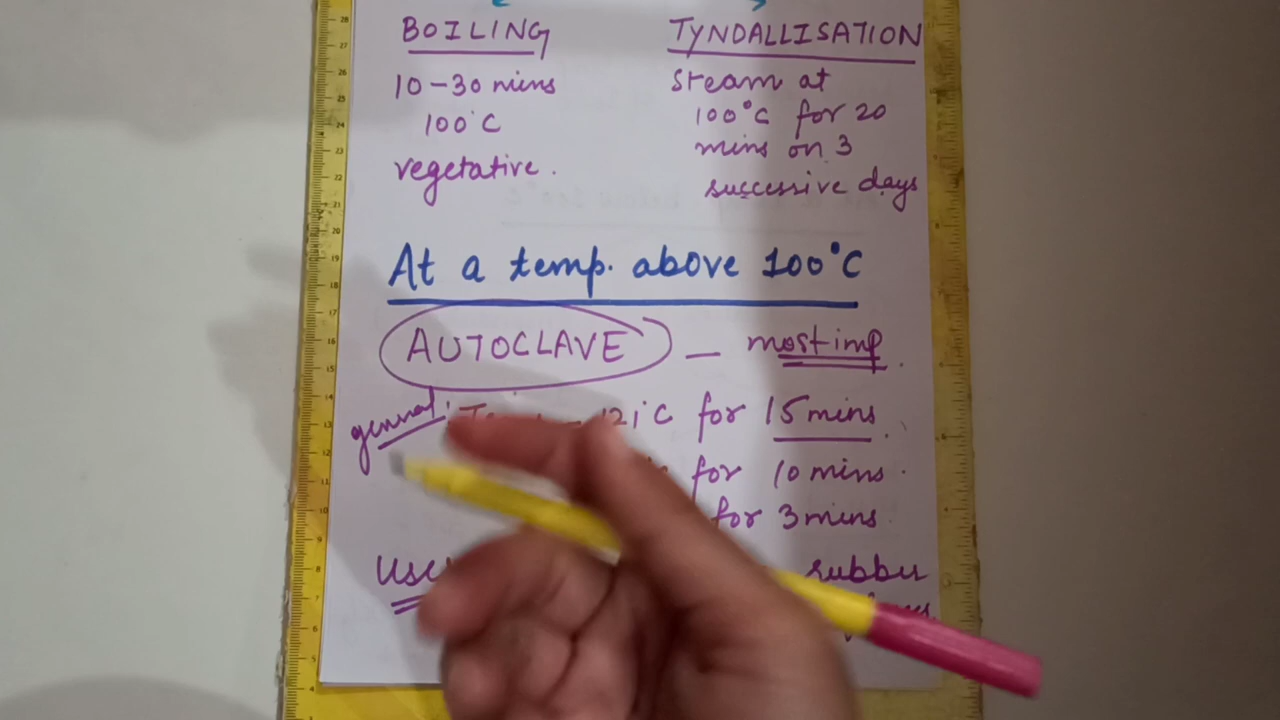 BOILING
10-30 mins
100°C
vegetative.
TYNDALLISATION
Steam at
100°C for 20
mins on 3
successive days
At a temp. above 100°C
AUTOCLAVE — most imp.
general 121°C for 15 mins.
for 10 mins.
for 3 mins.
rubber